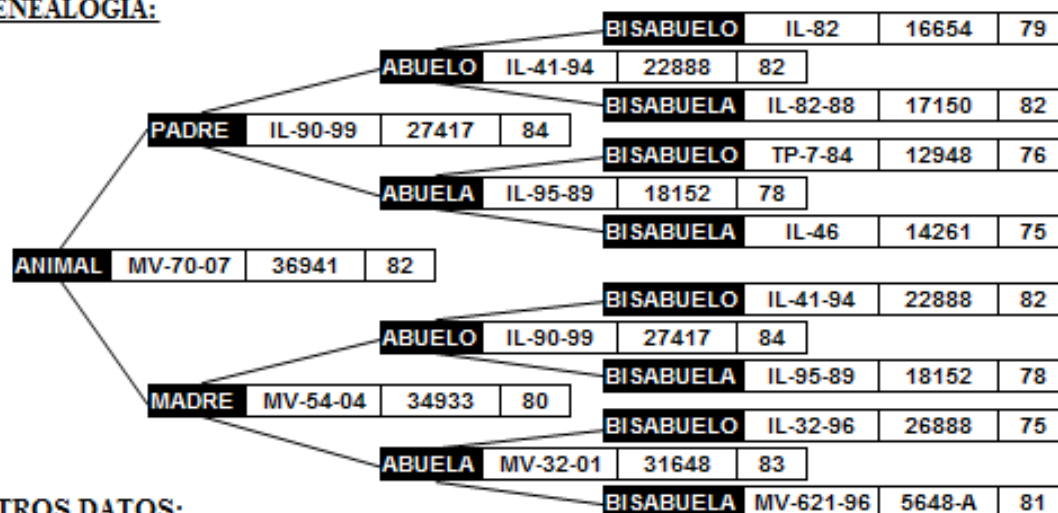 ENEALOGÍA:
BISABUELO IL-82 16654 79
ABUELO IL-41-94 22888 82
BISABUELA IL-82-88 17150 82
PADRE IL-90-99 27417 84
BISABUELO TP-7-84 12948 76
ABUELA IL-95-89 18152 78
BISABUELA IL-46 14261 75
ANIMAL MV-70-07 36941 82
BISABUELO IL-41-94 22888 82
ABUELO IL-90-99 27417 84
BISABUELA IL-95-89 18152 78
MADRE MV-54-04 34933 80
BISABUELO IL-32-96 26888 75
ABUELA MV-32-01 31648 83
BISABUELA MV-621-96 5648-A 81
TROS DATOS: